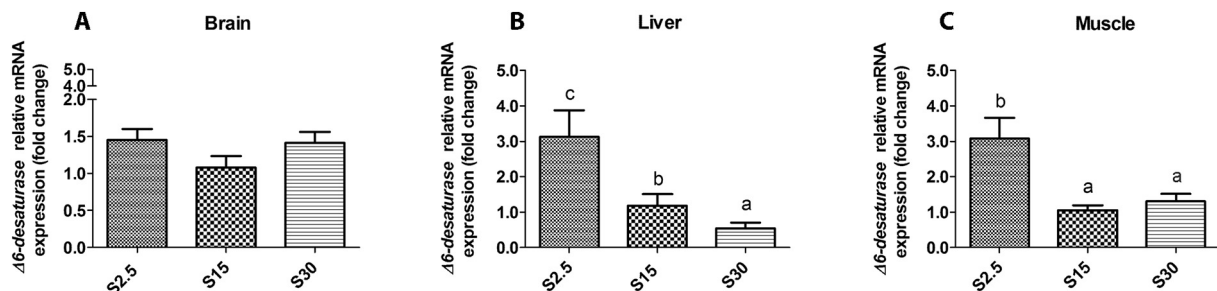 A Brain
Δ6-desaturase relative mRNA
expression (fold change)
5.0
4.0
2.0
1.5
1.0
0.5
0.0
S2.5
S15
S30
B Liver
Δ6-desaturase relative mRNA
expression (fold change)
5.0
4.0
3.0
2.0
1.0
0.0
c
b
a
S2.5
S15
S30
C Muscle
Δ6-desaturase relative mRNA
expression (fold change)
5.0
4.0
3.0
2.0
1.0
0.0
b
a
a
S2.5
S15
S30